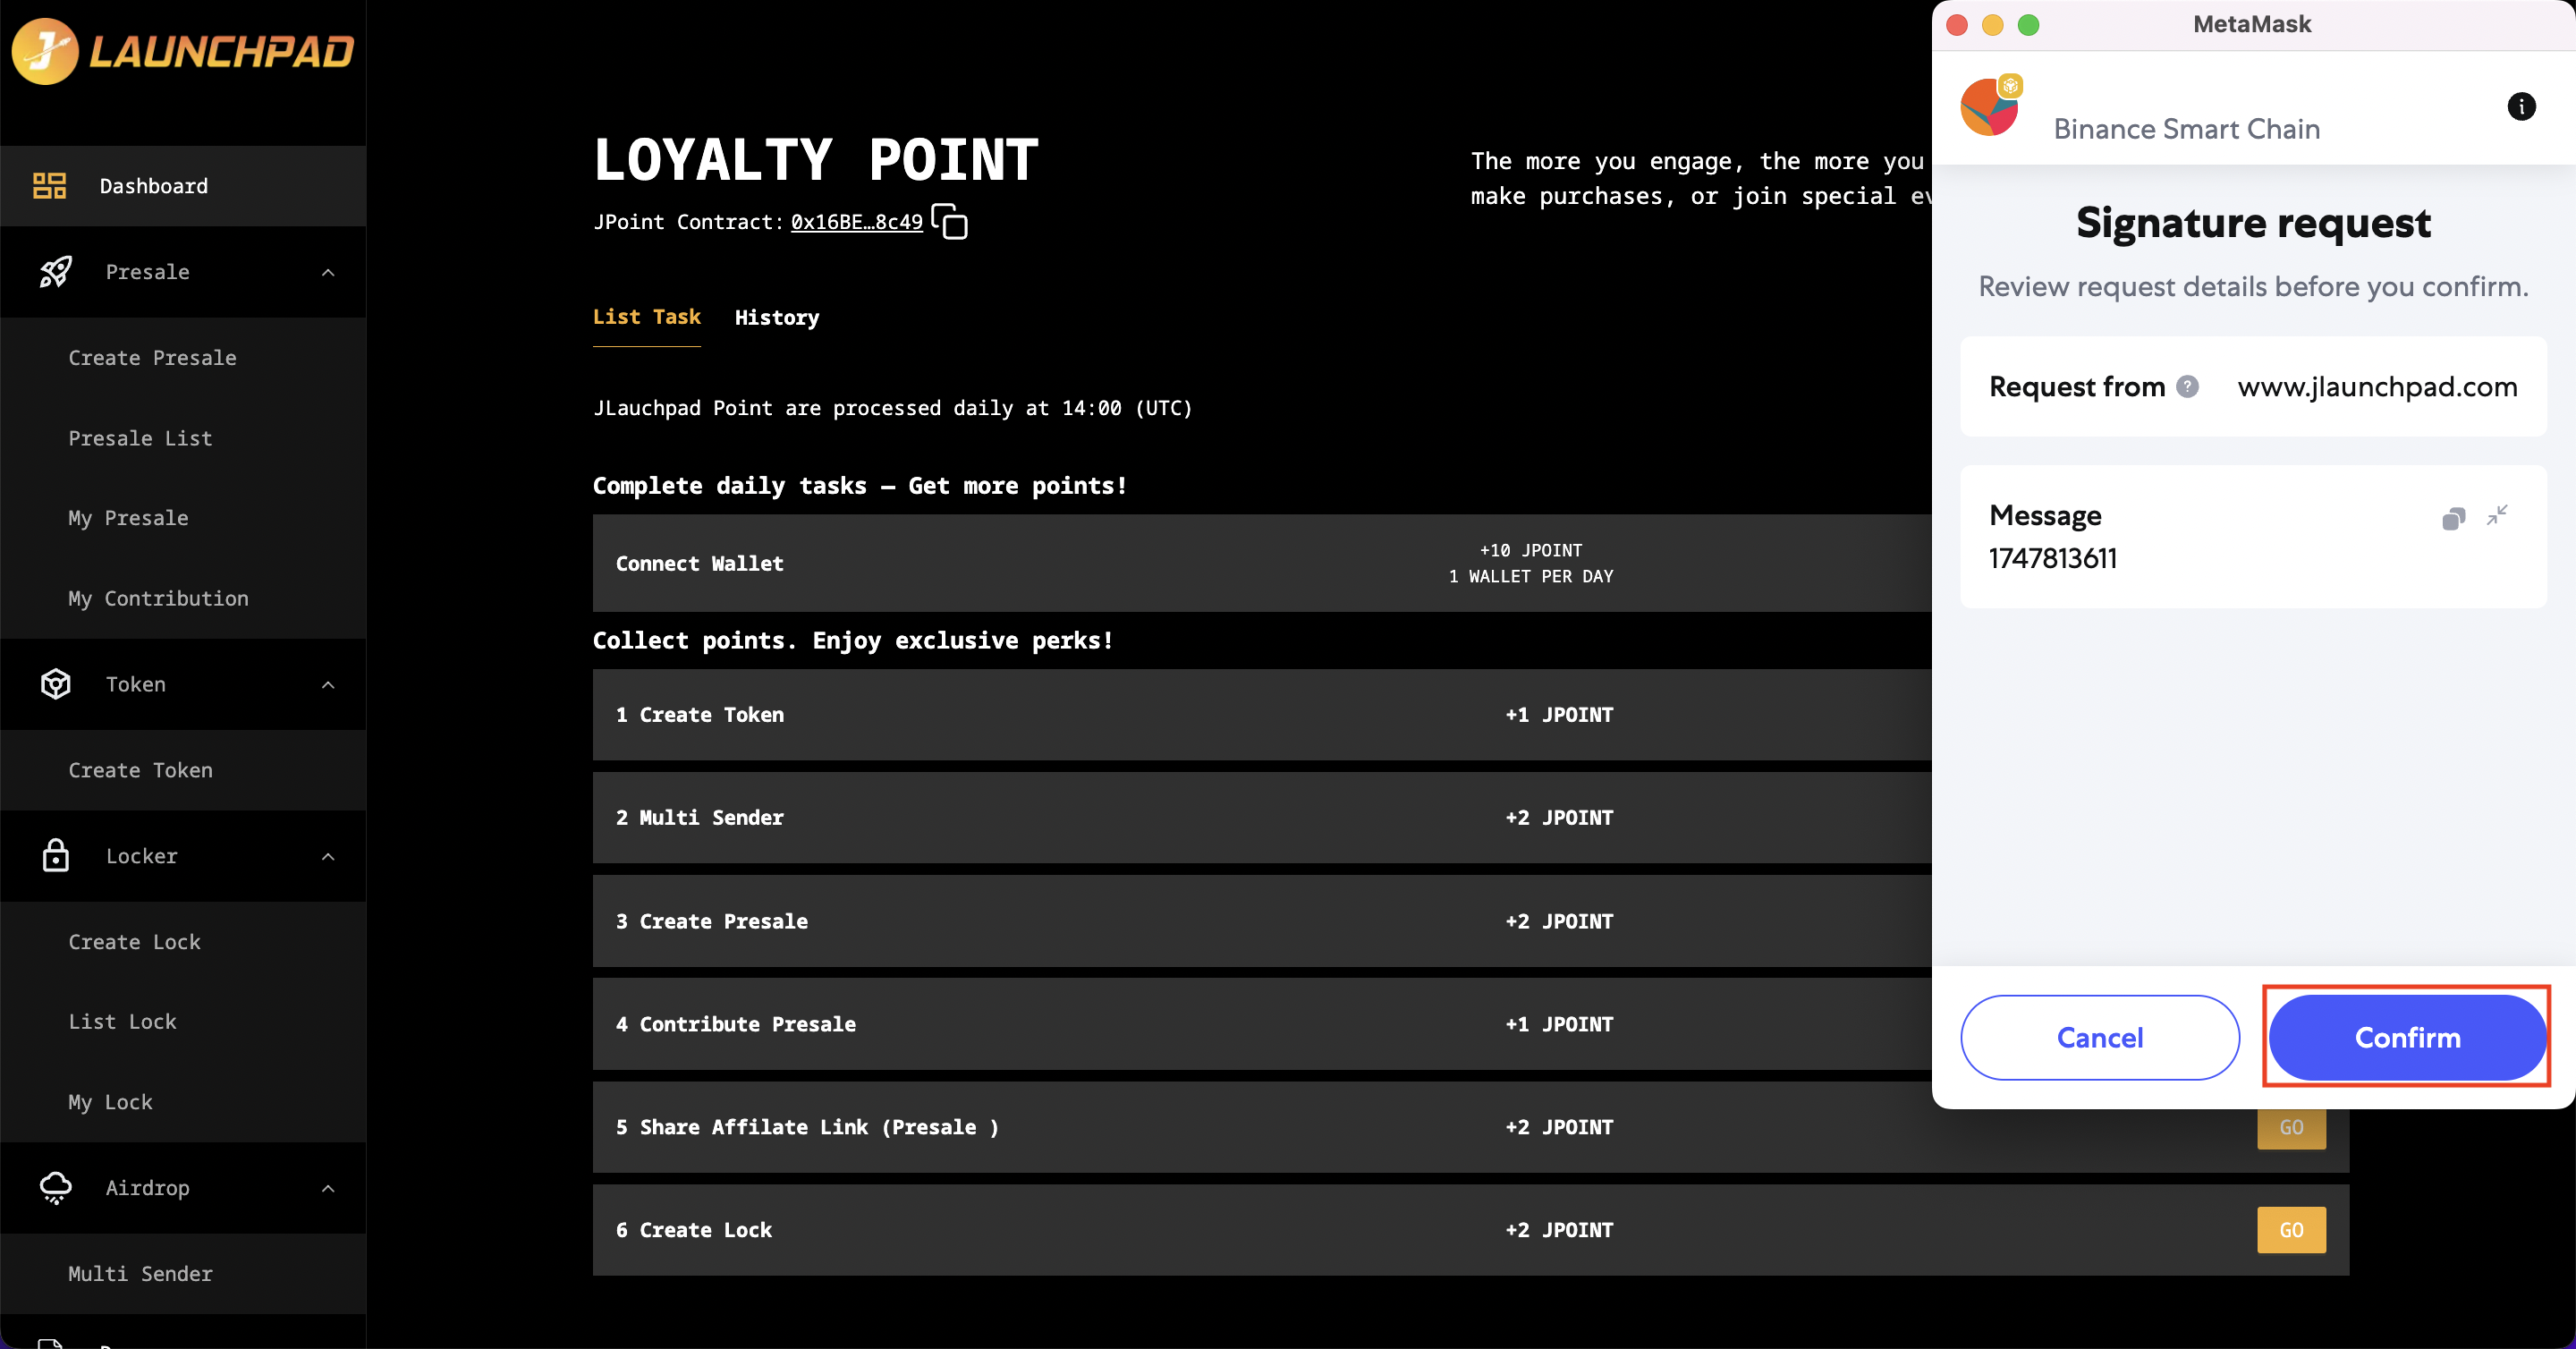 LAUNCHPAD
Dashboard
Presale
Create Presale
Presale List
My Presale
My Contribution
Token
Create Token
Locker
Create Lock
List Lock
My Lock
Airdrop
Multi Sender
LOYALTY POINT
JPoint Contract: 0x16BE…8c49
The more you engage, the more you
make purchases, or join special
List Task
History
JLauchpad Point are processed daily at 14:00 (UTC)
Complete daily tasks – Get more points!
Connect Wallet
+10 JPOINT
1 WALLET PER DAY
Collect points. Enjoy exclusive perks!
1 Create Token +1 JPOINT
2 Multi Sender +2 JPOINT
3 Create Presale +2 JPOINT
4 Contribute Presale +1 JPOINT
5 Share Affilate Link (Presale ) +2 JPOINT GO
6 Create Lock +2 JPOINT GO
MetaMask
Binance Smart Chain
Signature request
Review request details before you confirm.
Request from www.jlaunchpad.com
Message
1747813611
Cancel
Confirm